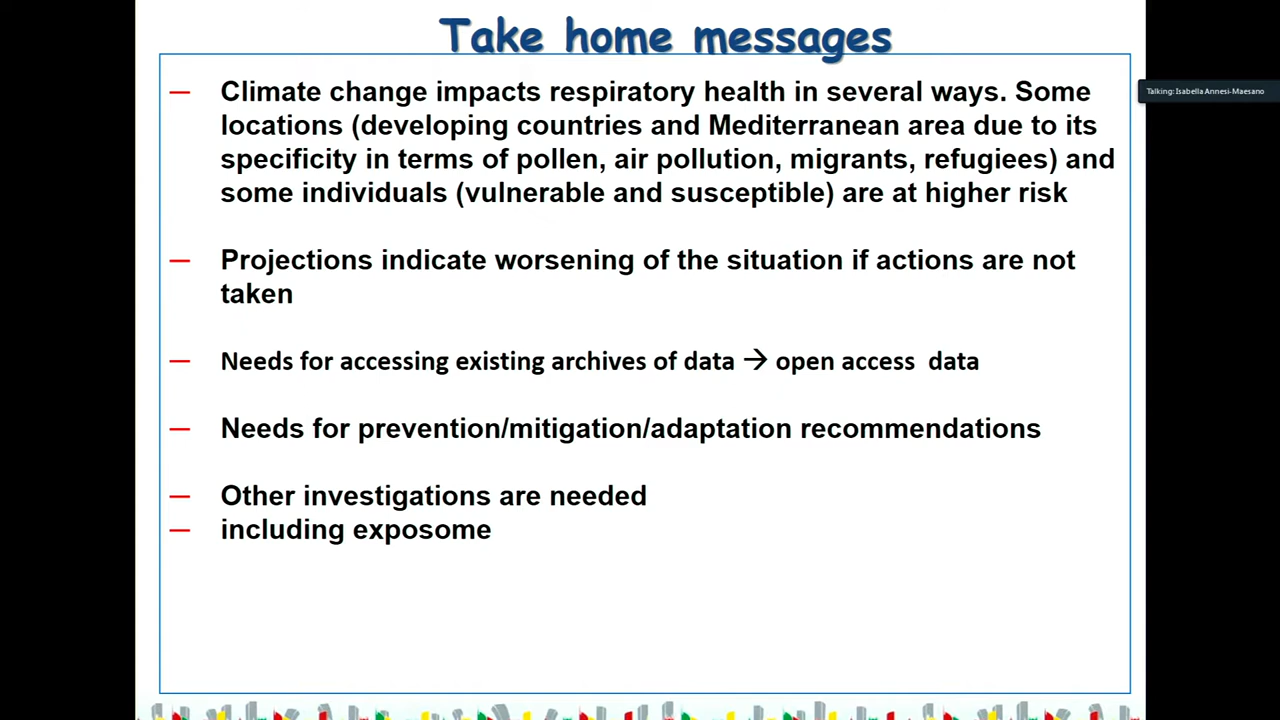 Take home messages
— Climate change impacts respiratory health in several ways. Some
locations (developing countries and Mediterranean area due to its
specificity in terms of pollen, air pollution, migrants, refugiees) and
some individuals (vulnerable and susceptible) are at higher risk
— Projections indicate worsening of the situation if actions are not
taken
— Needs for accessing existing archives of data → open access data
— Needs for prevention/mitigation/adaptation recommendations
— Other investigations are needed
— including exposome
Talking: Isabella Annesi-Maesano